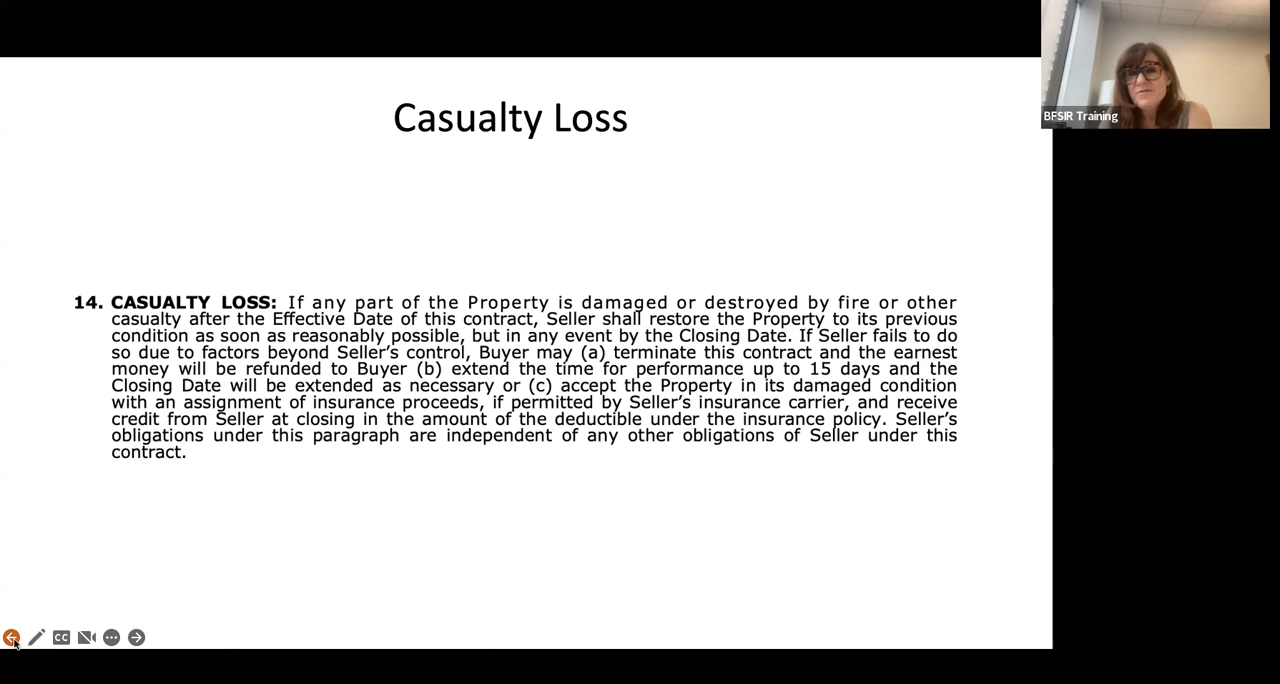 Casualty Loss
BFSIR Training
14. CASUALTY LOSS: If any part of the Property is damaged or destroyed by fire or other
casualty after the Effective Date of this contract, Seller shall restore the Property to its previous
condition as soon as reasonably possible, but in any event by the Closing Date. If Seller fails to do
so due to factors beyond Seller’s control, Buyer may (a) terminate this contract and the earnest
money will be refunded to Buyer (b) extend the time for performance up to 15 days and the
Closing Date will be extended as necessary or (c) accept the Property in its damaged condition
with an assignment of insurance proceeds, if permitted by Seller’s insurance carrier, and receive
credit from Seller at closing in the amount of the deductible under the insurance policy. Seller’s
obligations under this paragraph are independent of any other obligations of Seller under this
contract.
CC